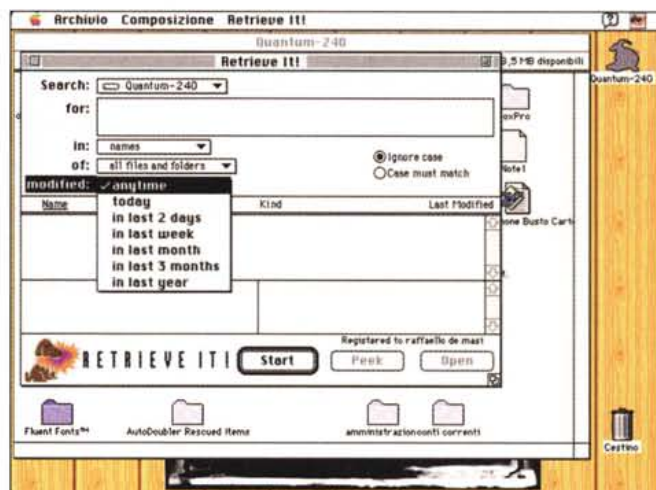 Archivio Composizione Retrieve It!
Quantum-240
Retrieve It!
,5 MB disponibili
Quantum-240
Search: Quantum-240
for:
oxPro
in: names
of: all files and folders
Ignore case
Case must match
Note1
modified: ✓anytime
today
in last 2 days
in last week
in last month
in last 3 months
in last year
Name Kind Last Modified
one Busto Cart
RETRIEVE IT!
Registered to raffaello de mast
Start Peek Open
Fluent Fonts™
AutoDoubler Rescued Items
amministrazion conti correnti
Cestino